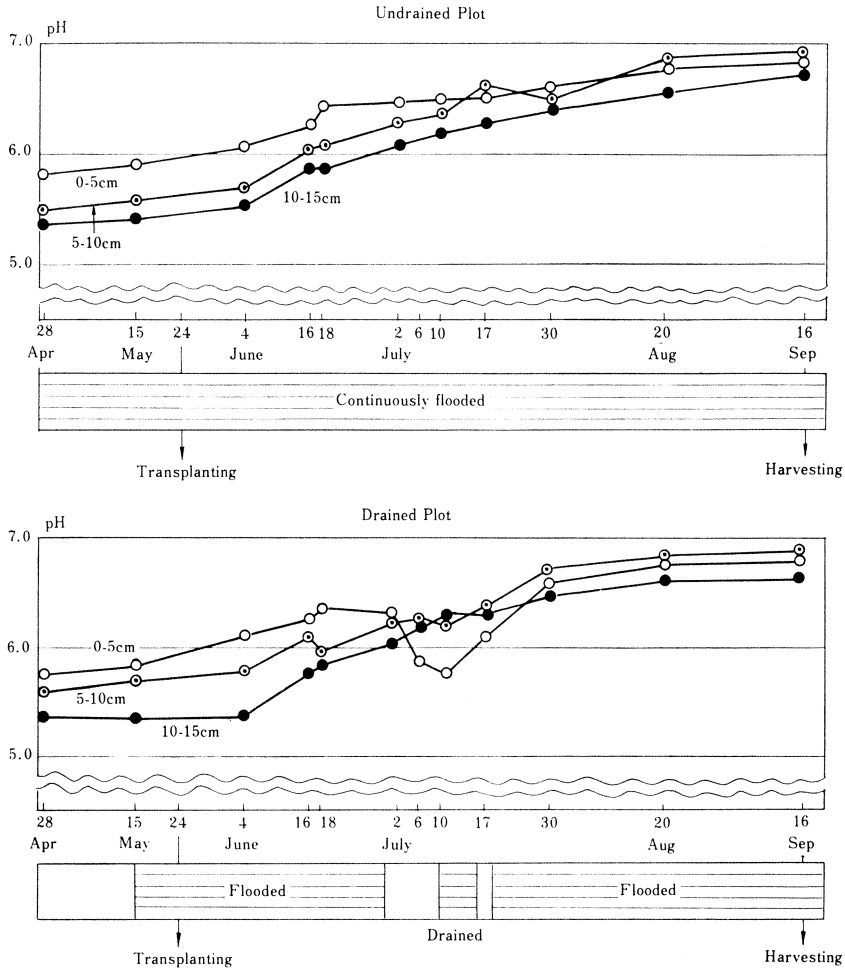 Undrained Plot
pH
7.0
6.0
5.0
0-5cm
5-10cm
10-15cm
28 15 24 4 16 18 2 6 10 17 30 20 16
Apr May June July Aug Sep
Continuously flooded
Transplanting Harvesting
Drained Plot
pH
7.0
6.0
5.0
0-5cm
5-10cm
10-15cm
28 15 24 4 16 18 2 6 10 17 30 20 16
Apr May June July Aug Sep
Flooded Flooded
Drained
Transplanting Harvesting